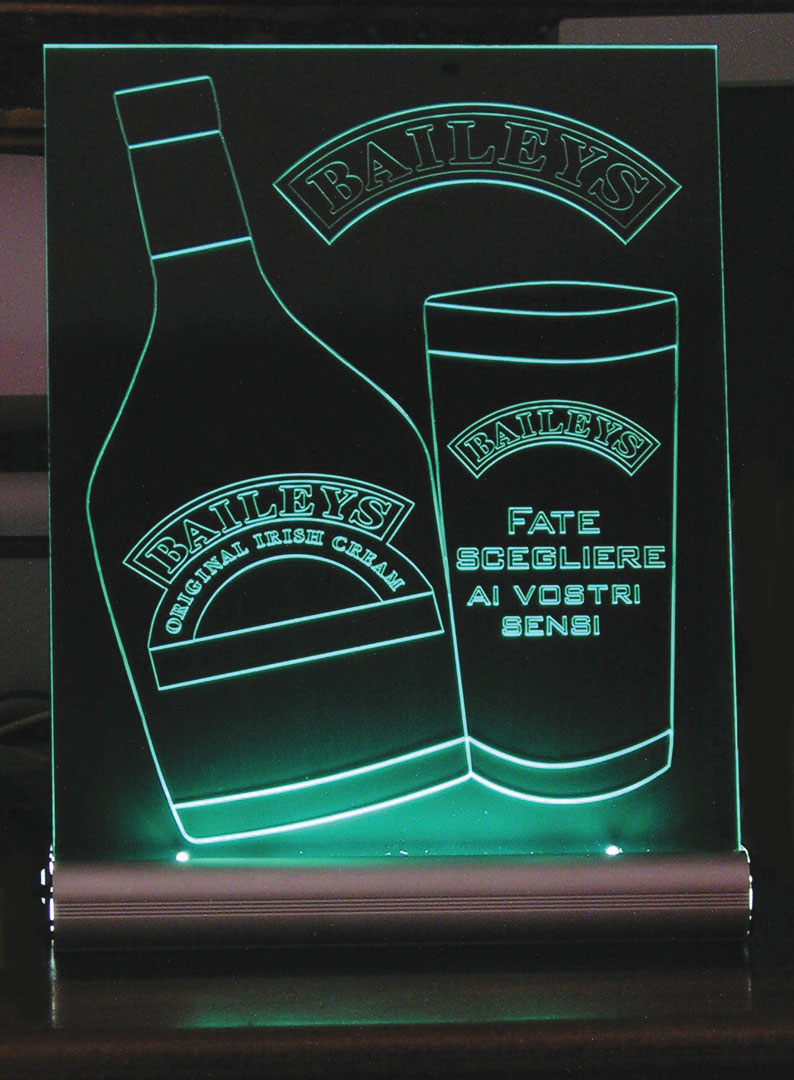 BAILEYS
BAILEYS
ORIGINAL IRISH CREAM
BAILEYS
FATE
SCEGLIERE
AI VOSTRI
SENSI